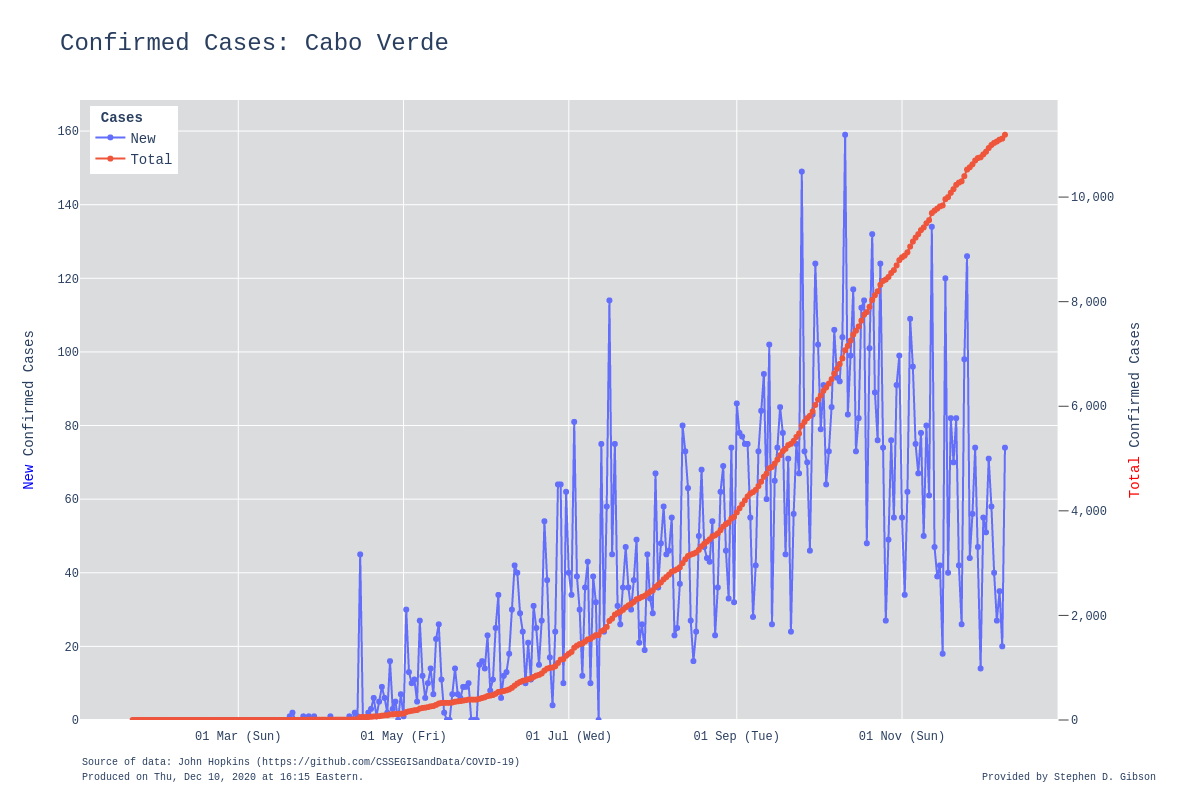 Confirmed Cases: Cabo Verde
Cases
New
Total
160
140
120
100
80
60
40
20
0
New Confirmed Cases
10,000
8,000
6,000
4,000
2,000
0
Total Confirmed Cases
01 Mar (Sun)
01 May (Fri)
01 Jul (Wed)
01 Sep (Tue)
01 Nov (Sun)
Source of data: John Hopkins (https://github.com/CSSEGISandData/COVID-19)
Produced on Thu, Dec 10, 2020 at 16:15 Eastern.
Provided by Stephen D. Gibson